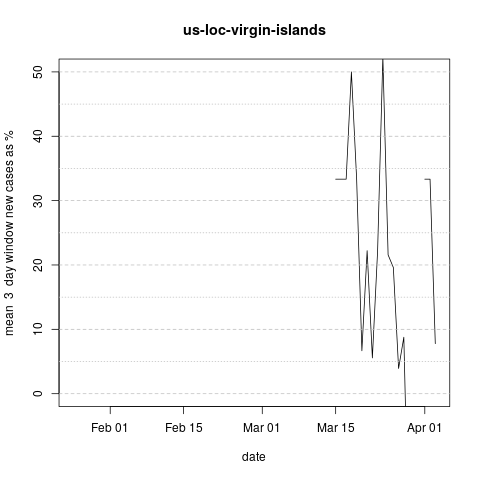 us-loc-virgin-islands
mean 3 day window new cases as %
50
40
30
20
10
0
Feb 01
Feb 15
Mar 01
Mar 15
Apr 01
date